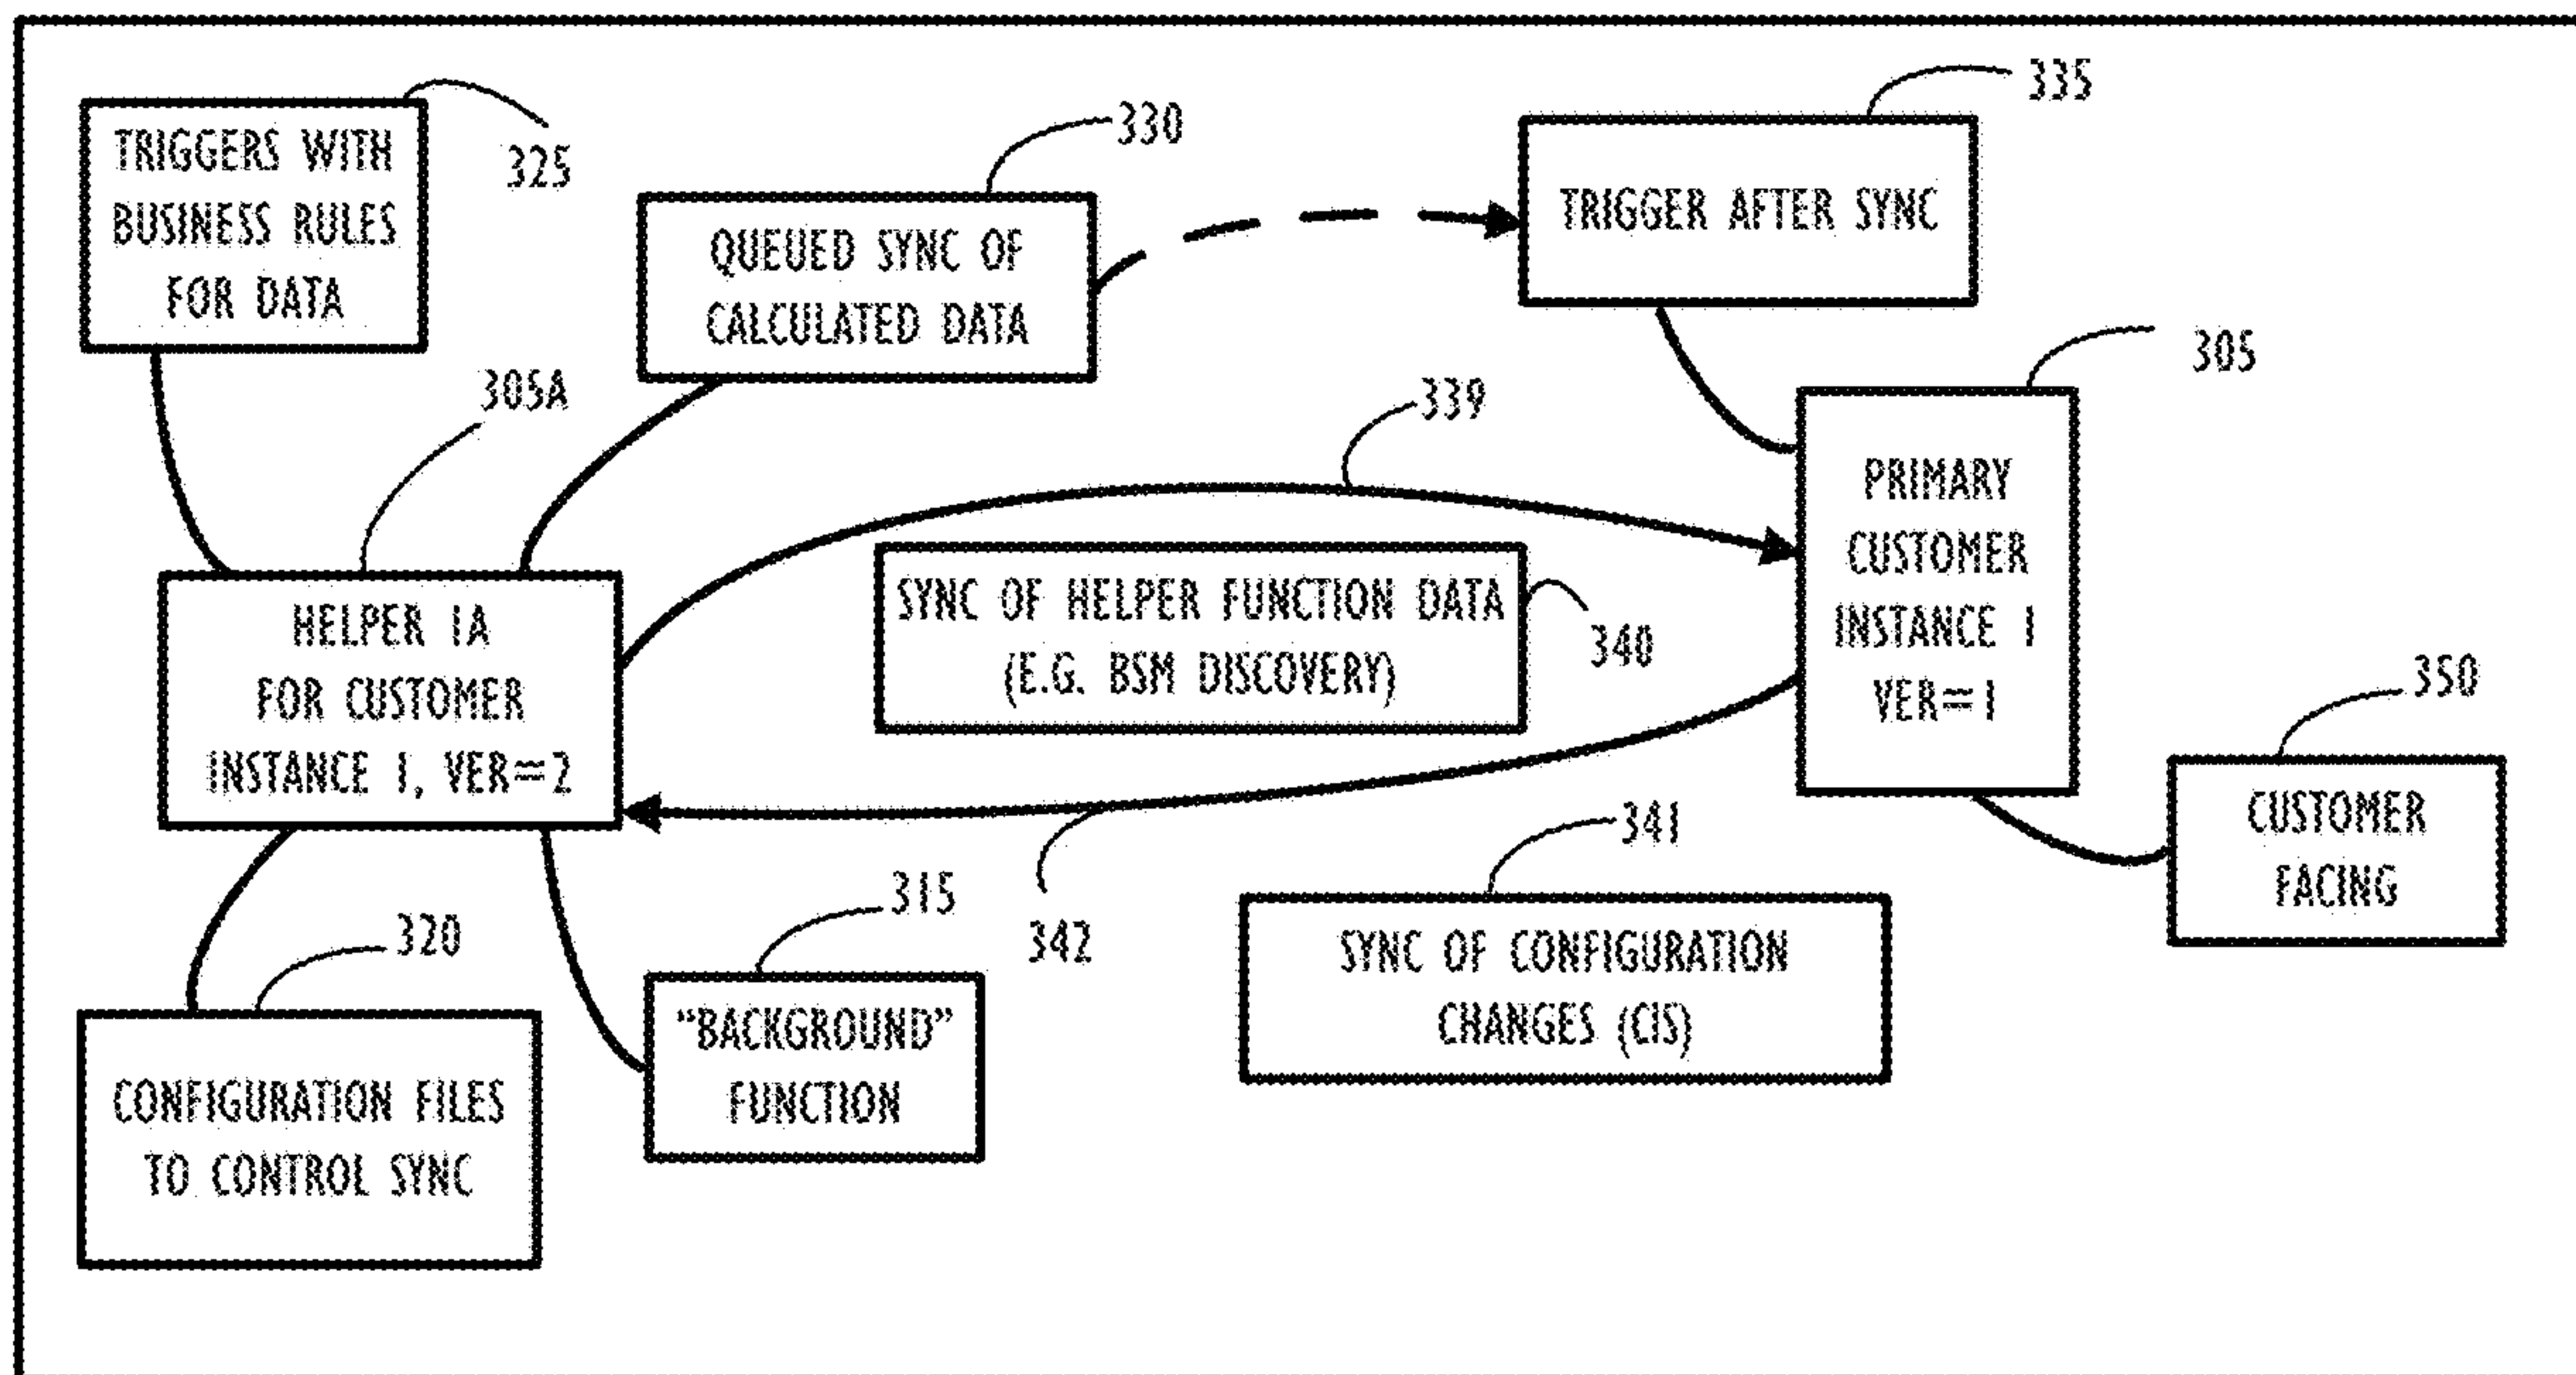 335
TRIGGERS WITH
BUSINESS RULES
FOR DATA
325
330
QUEUED SYNC OF
CALCULATED DATA
TRIGGER AFTER SYNC
305
305A
339
PRIMARY
CUSTOMER
INSTANCE 1
VER=1
SYNC OF HELPER FUNCTION DATA
(E.G. BSM DISCOVERY)
340
HELPER 1A
FOR CUSTOMER
INSTANCE 1, VER=2
350
CUSTOMER
FACING
341
342
SYNC OF CONFIGURATION
CHANGES (CIS)
315
"BACKGROUND"
FUNCTION
320
CONFIGURATION FILES
TO CONTROL SYNC